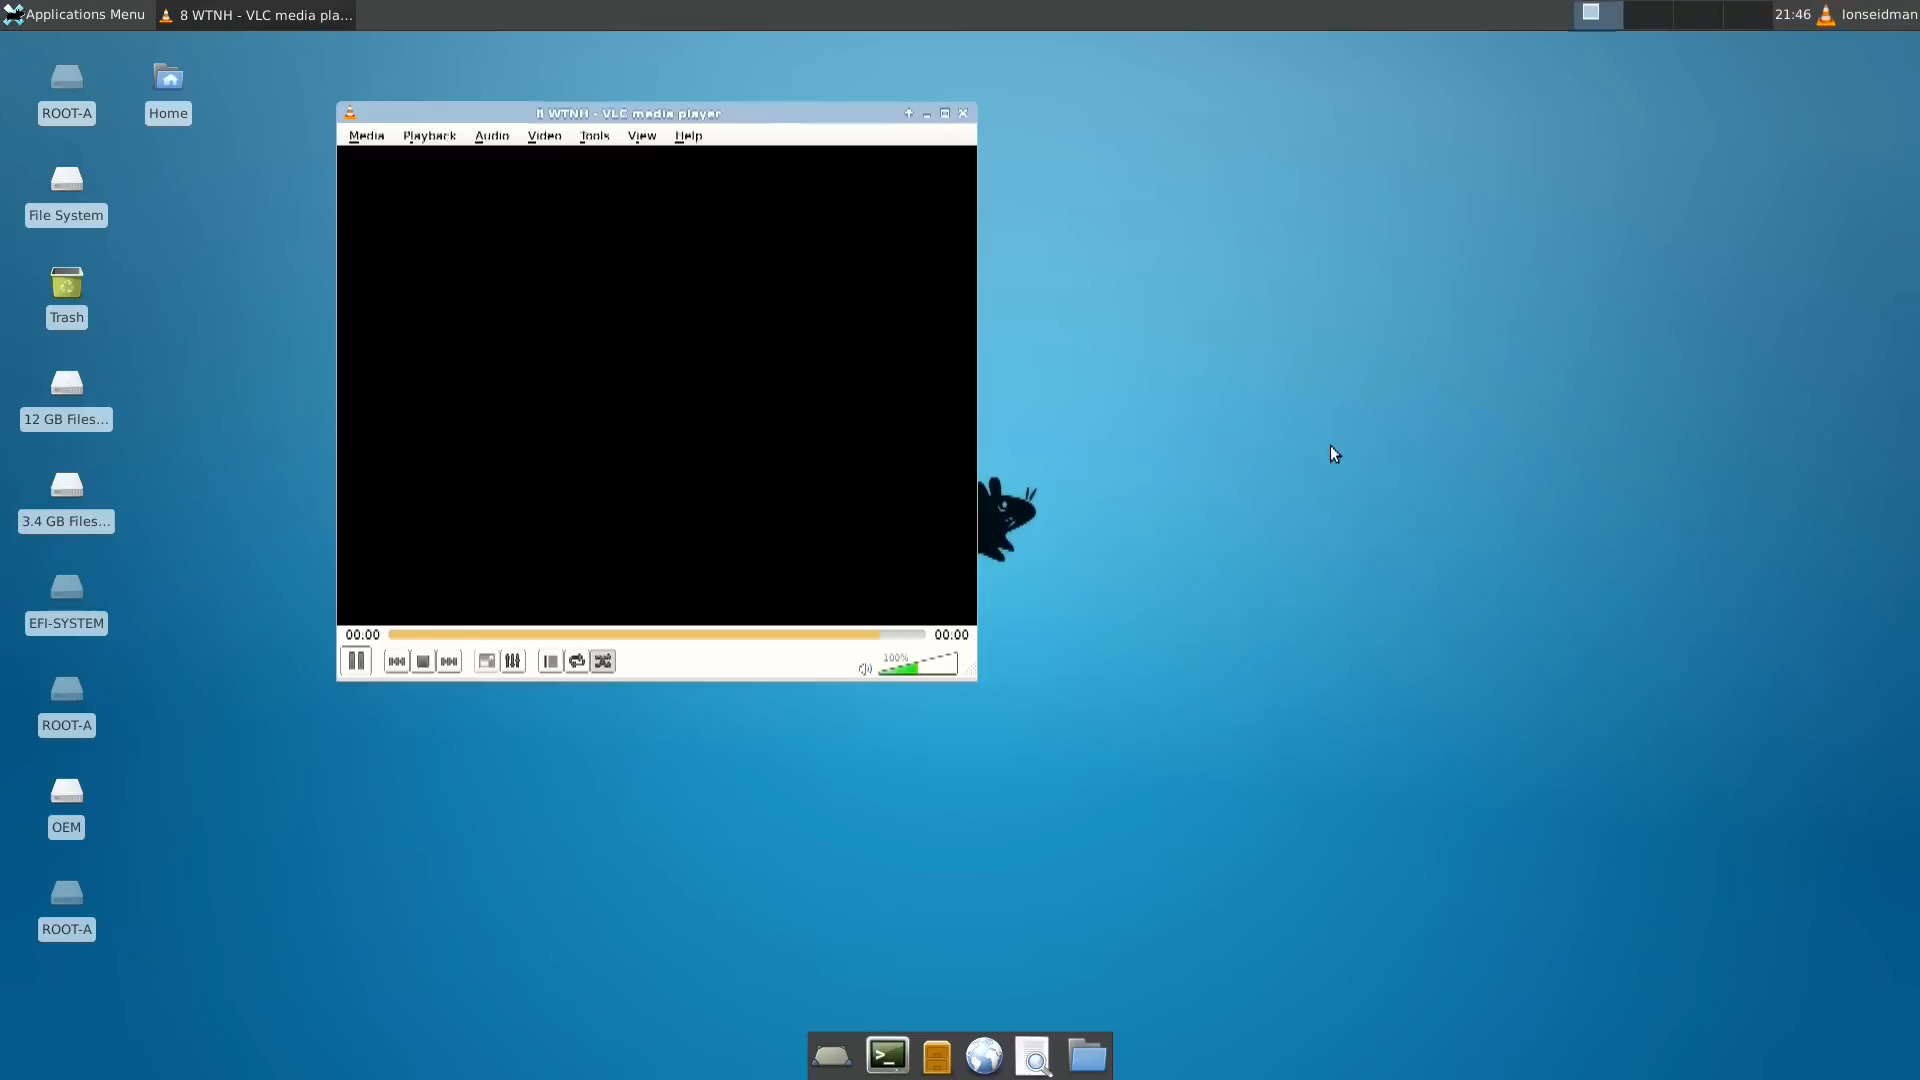 Applications Menu
8 WTNH - VLC media pla...
21:46
lonseidman
ROOT-A
Home
File System
Trash
12 GB Files...
3.4 GB Files...
EFI-SYSTEM
ROOT-A
OEM
ROOT-A
8 WTNH - VLC media player
Media Playback Audio Video Tools View Help
00:00
00:00
100%